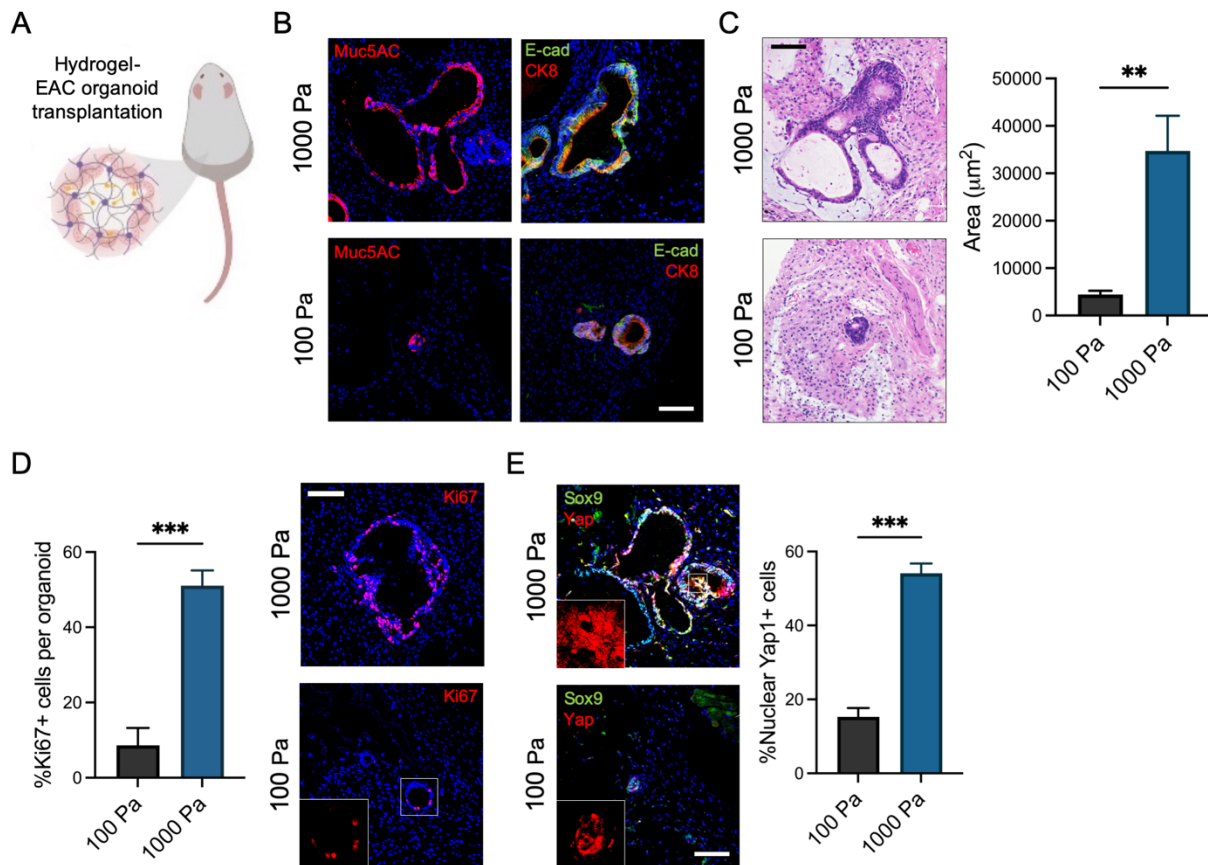 A
Hydrogel-
EAC organoid
transplantation
B
1000 Pa
Muc5AC
E-cad
CK8
100 Pa
Muc5AC
E-cad
CK8
C
1000 Pa
100 Pa
Area (μm²)
50000
40000
30000
20000
10000
0
**
100 Pa
1000 Pa
D
%Ki67+ cells per organoid
60
40
20
0
***
100 Pa
1000 Pa
1000 Pa
Ki67
100 Pa
Ki67
E
1000 Pa
Sox9
Yap
100 Pa
Sox9
Yap
%Nuclear Yap1+ cells
60
40
20
0
***
100 Pa
1000 Pa